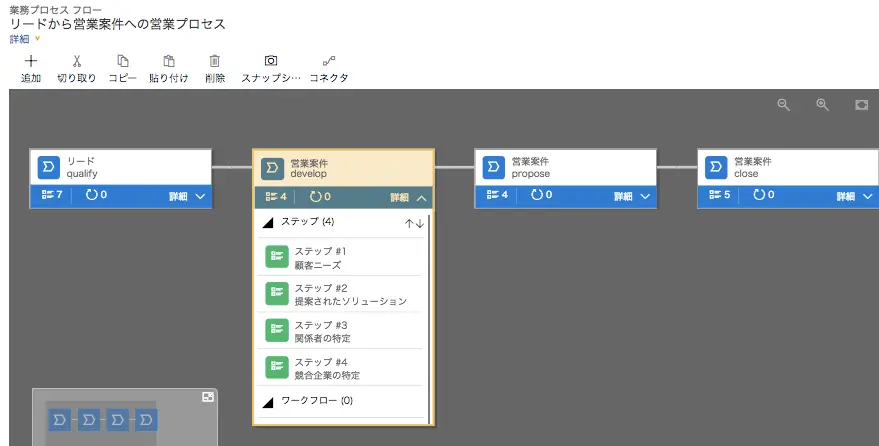 業務プロセス フロー
リードから営業案件への営業プロセス
詳細
追加 切り取り コピー 貼り付け 削除 スナップシ… コネクタ
リード
qualify
7 0 詳細
営業案件
develop
4 0 詳細
ステップ (4)
ステップ #1
顧客ニーズ
ステップ #2
提案されたソリューション
ステップ #3
関係者の特定
ステップ #4
競合企業の特定
ワークフロー (0)
営業案件
propose
4 0 詳細
営業案件
close
5 0 詳細